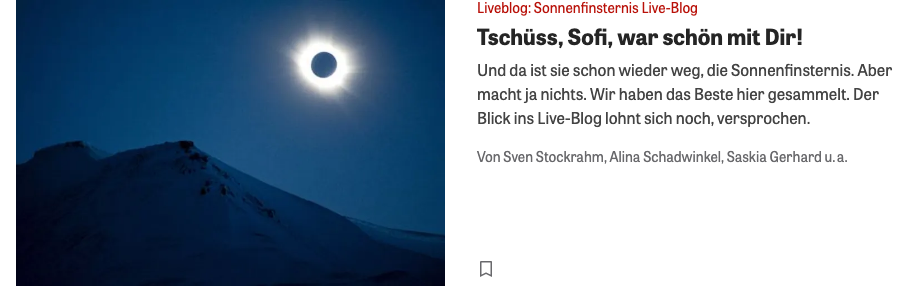 Liveblog: Sonnenfinsternis Live-Blog
Tschüss, Sofi, war schön mit Dir!
Und da ist sie schon wieder weg, die Sonnenfinsternis. Aber
macht ja nichts. Wir haben das Beste hier gesammelt. Der
Blick ins Live-Blog lohnt sich noch, versprochen.
Von Sven Stockrahm, Alina Schadwinkel, Saskia Gerhard u. a.